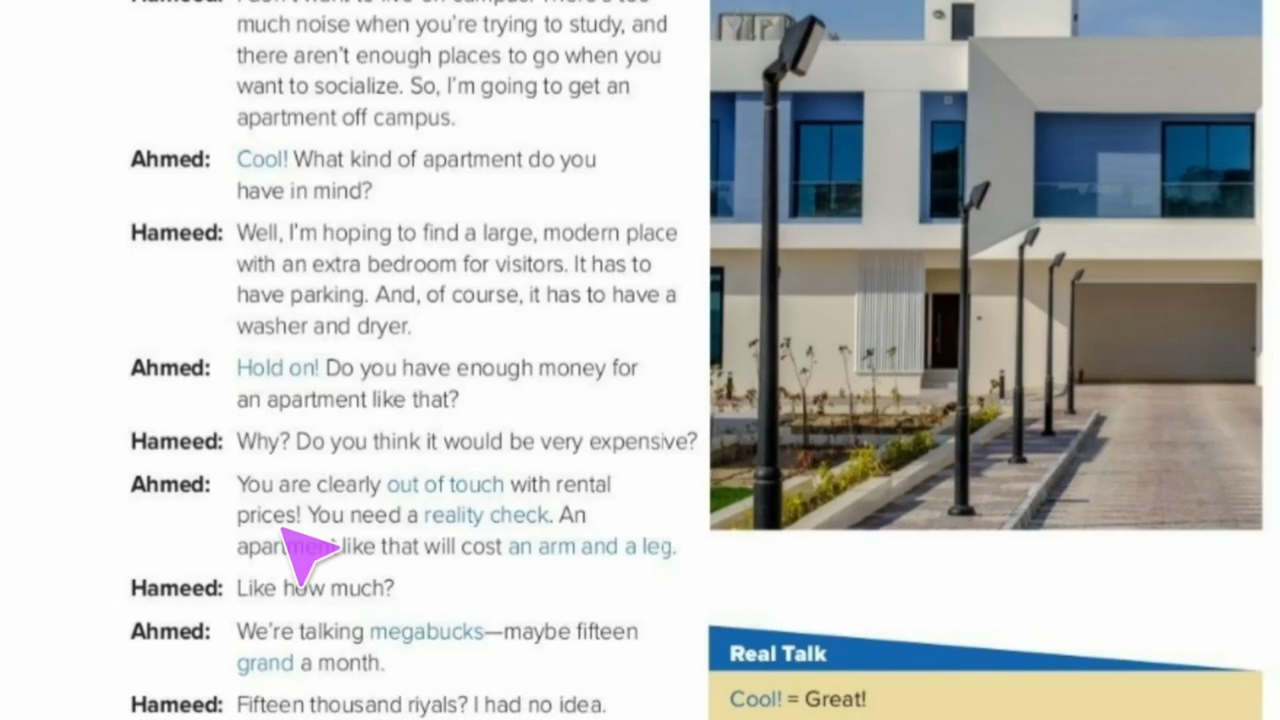 much noise when you're trying to study, and
there aren't enough places to go when you
want to socialize. So, I'm going to get an
apartment off campus.
Ahmed: Cool! What kind of apartment do you
have in mind?
Hameed: Well, I'm hoping to find a large, modern place
with an extra bedroom for visitors. It has to
have parking. And, of course, it has to have a
washer and dryer.
Ahmed: Hold on! Do you have enough money for
an apartment like that?
Hameed: Why? Do you think it would be very expensive?
Ahmed: You are clearly out of touch with rental
prices! You need a reality check. An
apartment like that will cost an arm and a leg.
Hameed: Like how much?
Ahmed: We're talking megabucks—maybe fifteen
grand a month.
Hameed: Fifteen thousand riyals? I had no idea.
Real Talk
Cool! = Great!